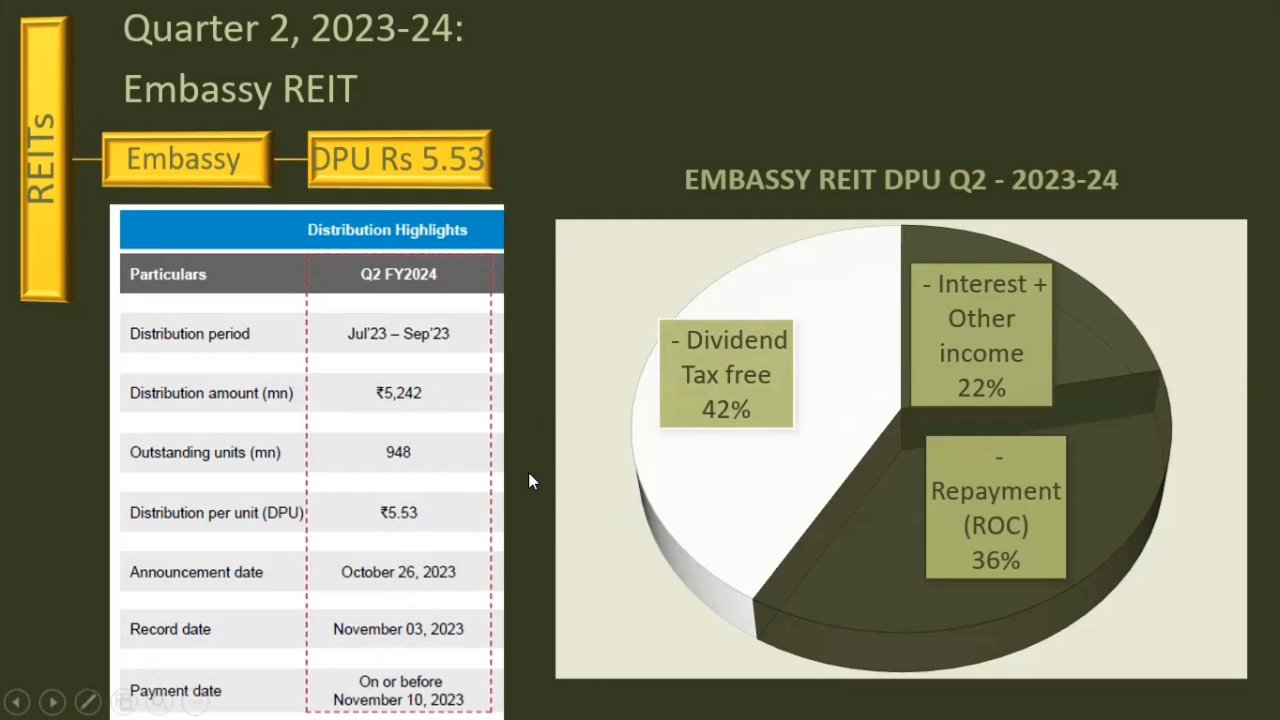 Quarter 2, 2023-24:
Embassy REIT
REITs
Embassy
DPU Rs 5.53
Distribution Highlights
Particulars
Q2 FY2024
Distribution period
Jul'23 – Sep'23
Distribution amount (mn)
₹5,242
Outstanding units (mn)
948
Distribution per unit (DPU)
₹5.53
Announcement date
October 26, 2023
Record date
November 03, 2023
Payment date
On or before
November 10, 2023
EMBASSY REIT DPU Q2 - 2023-24
- Dividend
Tax free
42%
- Interest +
Other
income
22%
-
Repayment
(ROC)
36%